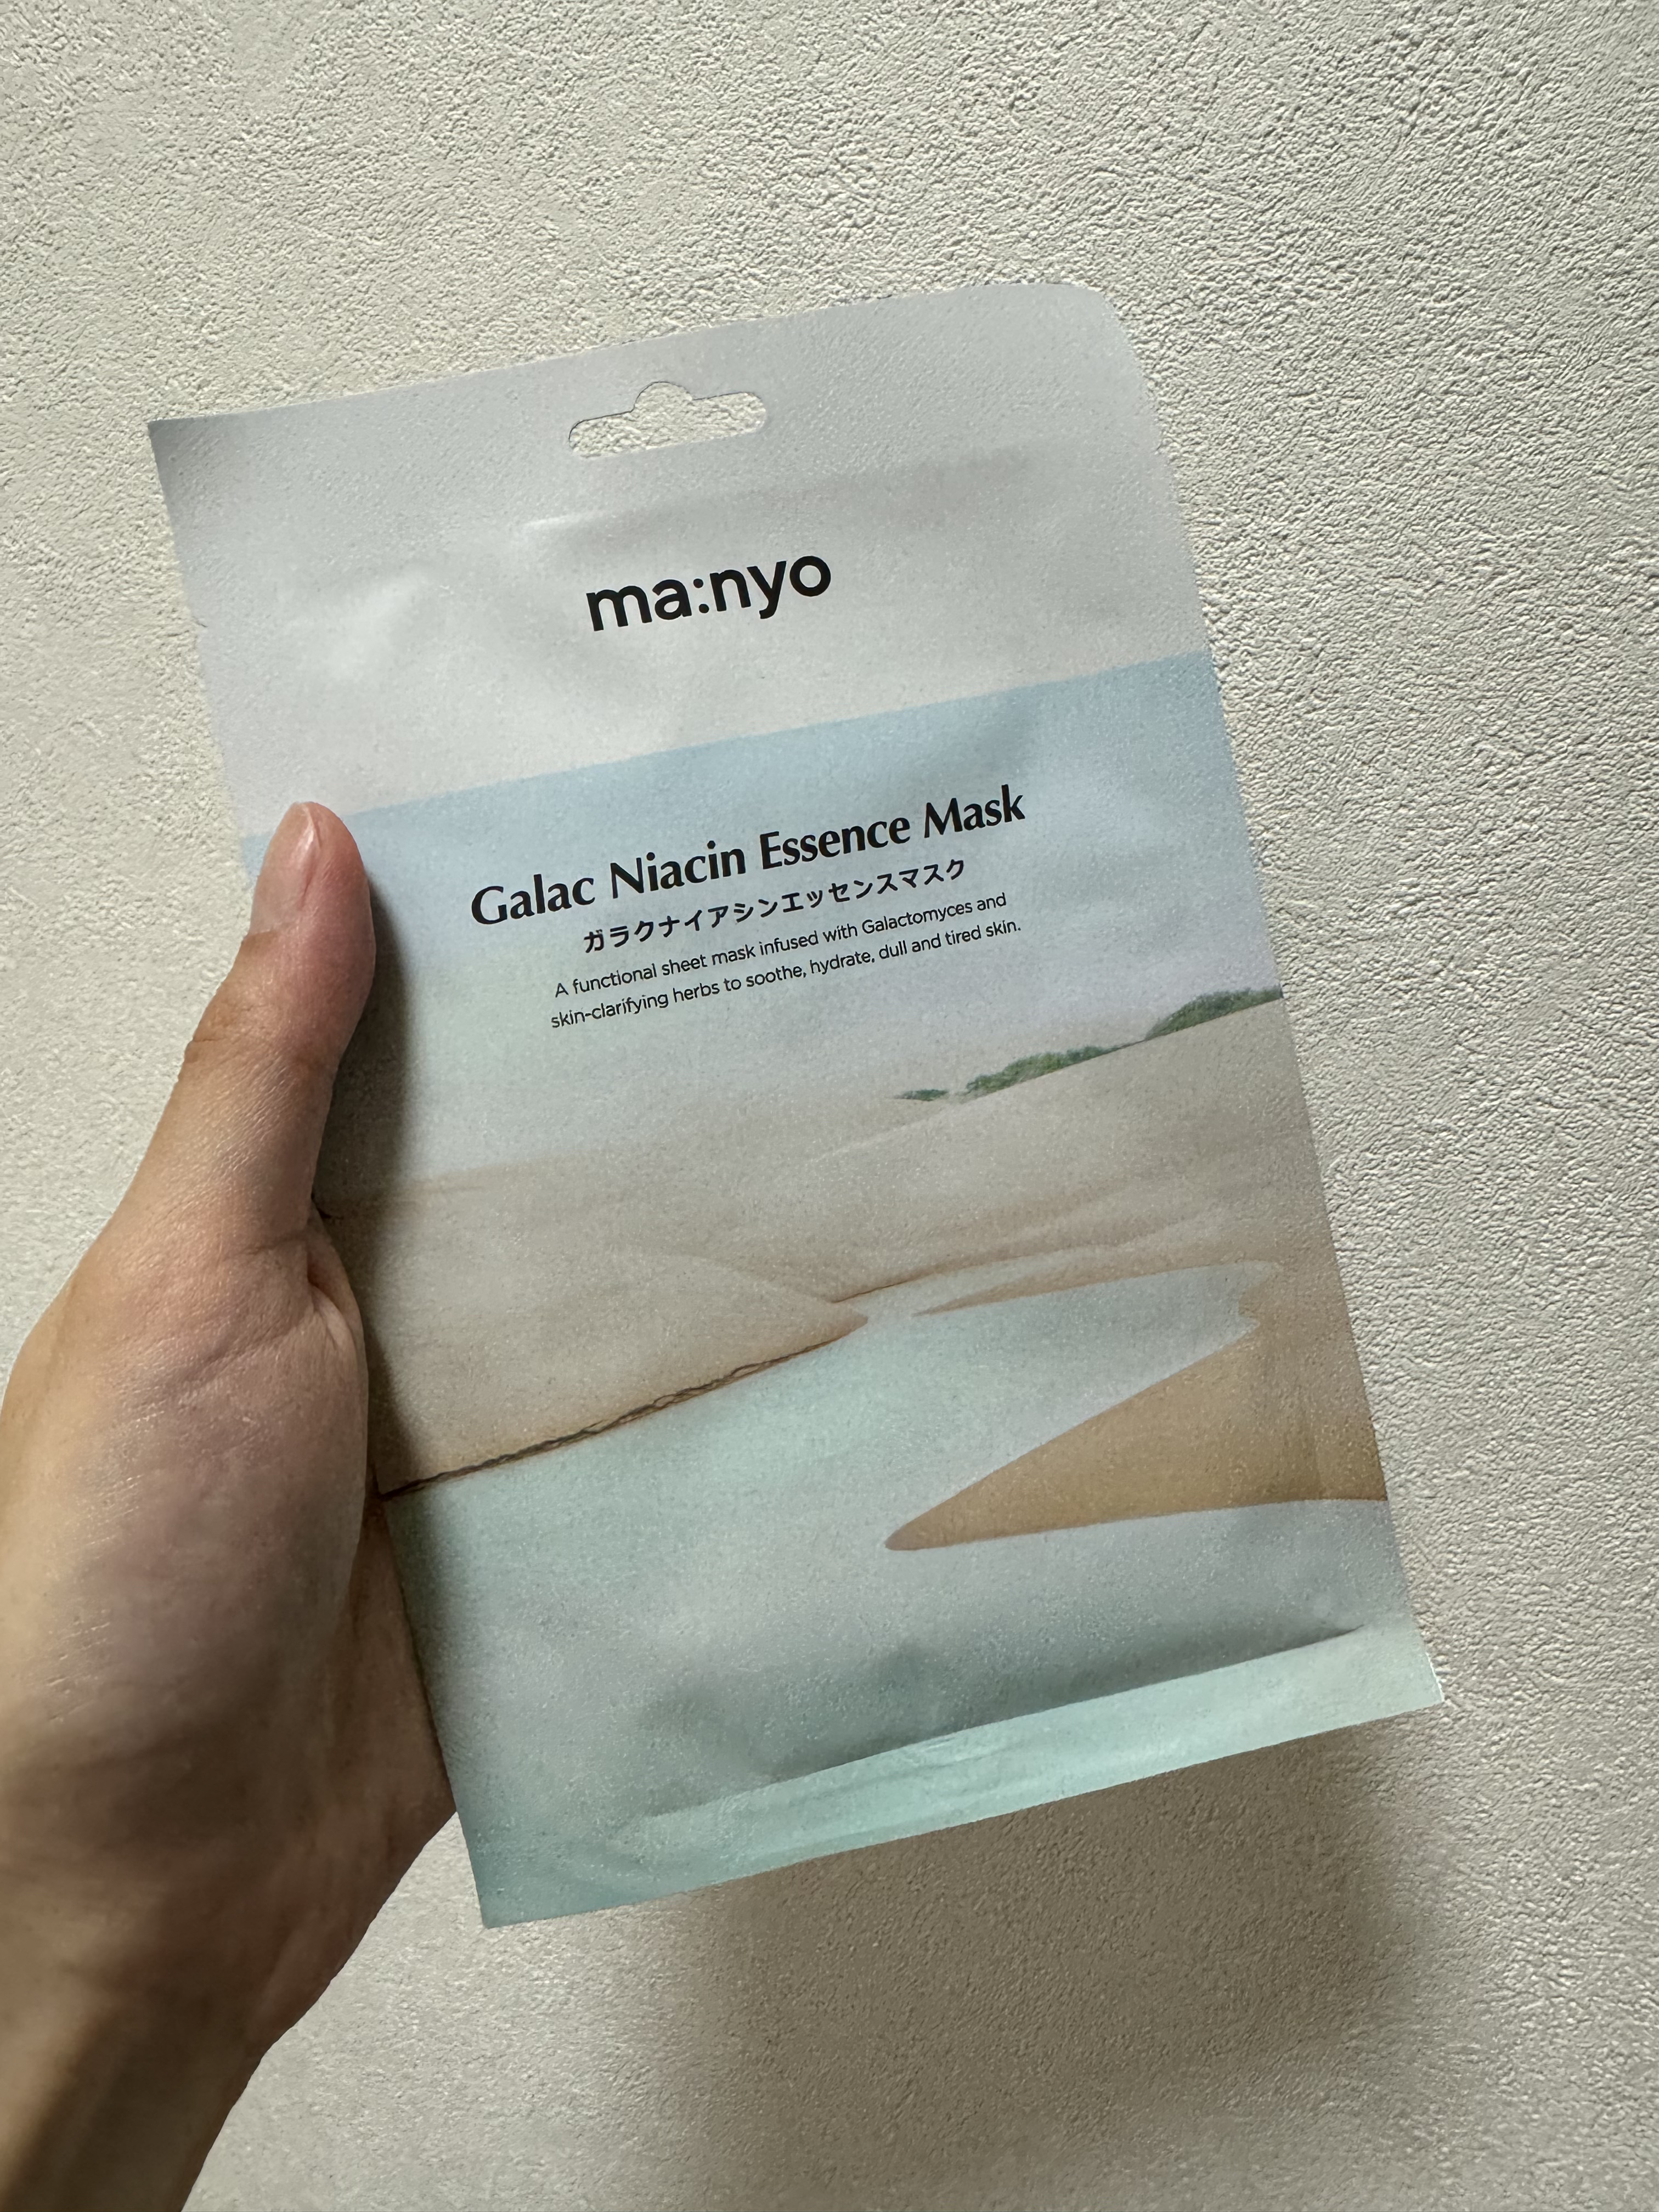 ma:nyo
Galac Niacin Essence Mask
ガラクナイアシンエッセンスマスク
A functional sheet mask infused with Galactomyces and
skin-clarifying herbs to soothe, hydrate, dull and tired skin.